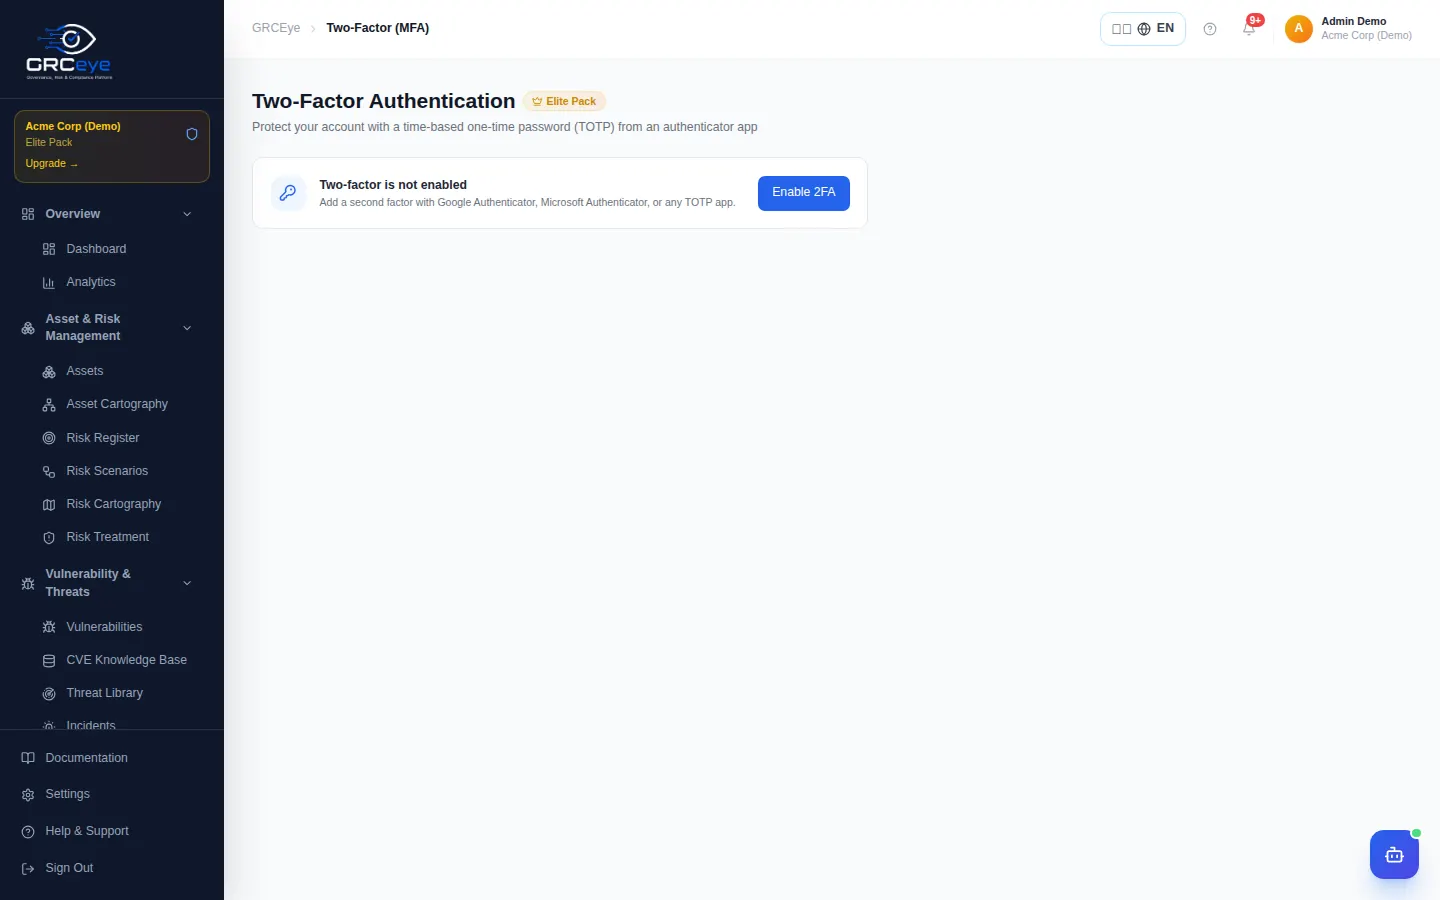 GRCeye
Governance, Risk & Compliance Platform
Acme Corp (Demo)
Elite Pack
Upgrade →
Overview
Dashboard
Analytics
Asset & Risk
Management
Assets
Asset Cartography
Risk Register
Risk Scenarios
Risk Cartography
Risk Treatment
Vulnerability &
Threats
Vulnerabilities
CVE Knowledge Base
Threat Library
Incidents
Documentation
Settings
Help & Support
Sign Out
GRCEye › Two-Factor (MFA)
EN
9+
A
Admin Demo
Acme Corp (Demo)
Two-Factor Authentication
Elite Pack
Protect your account with a time-based one-time password (TOTP) from an authenticator app
Two-factor is not enabled
Add a second factor with Google Authenticator, Microsoft Authenticator, or any TOTP app.
Enable 2FA